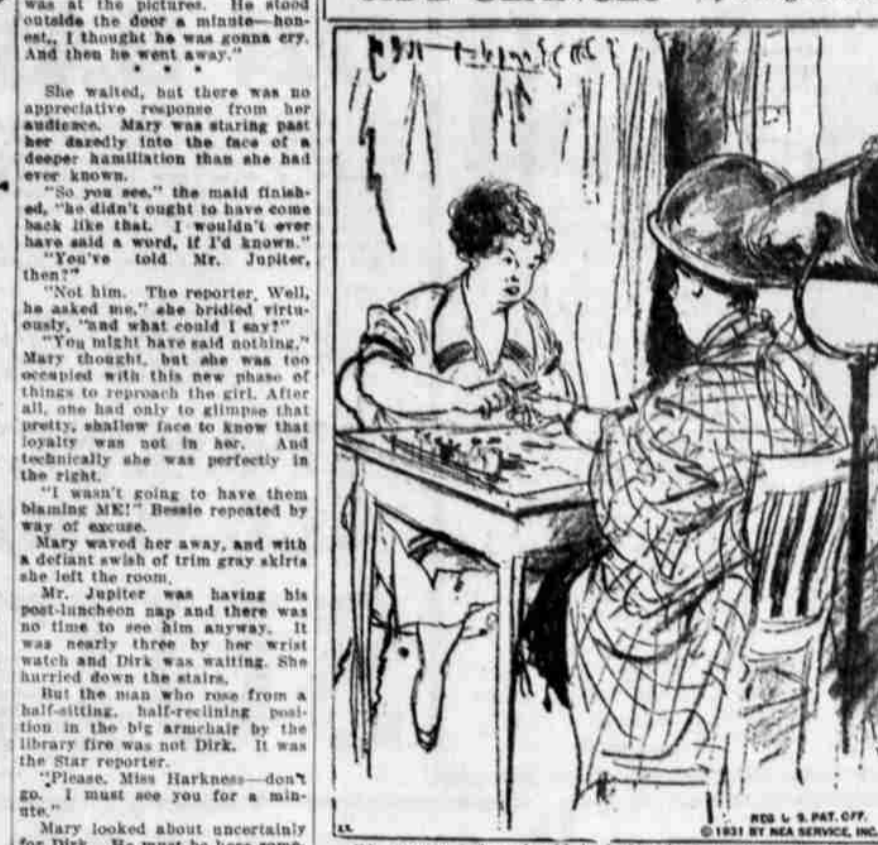 was at the pictures. He stood
outside the door a minute—hon-
est,, I thought he was gonna cry.
And then he went away."
* * *
She waited, but there was no
appreciative response from her
audience. Mary was staring past
her dazedly into the face of a
deeper hamiliation than she had
ever known.
"So you see," the maid finish-
ed, "he didn't ought to have come
back like that. I wouldn't ever
have said a word, if I'd known."
"You've told Mr. Jupiter,
then?"
"Not him. The reporter. Well,
he asked me," she bridled virtu-
ously, "and what could I say?"
"You might have said nothing,"
Mary thought, but she was too
occupied with this new phase of
things to reproach the girl. After
all, one had only to glimpse that
pretty, shallow face to know that
loyalty was not in her. And
technically she was perfectly in
the right.
"I wasn't going to have them
blaming ME!" Bessie repeated by
way of excuse.
Mary waved her away, and with
a defiant swish of trim gray skirts
she left the room.
Mr. Jupiter was having his
post-luncheon nap and there was
no time to see him anyway. It
was nearly three by her wrist
watch and Dirk was waiting. She
hurried down the stairs.
But the man who rose from a
half-sitting, half-reclining posi-
tion in the big armchair by the
library fire was not Dirk. It was
the Star reporter.
"Please, Miss Harkness—don't
go. I must see you for a min-
ute."
Mary looked about uncertainly
for Dirk. He must be here some-
REG U. S. PAT. OFF.
© 1931 BY NEA SERVICE, INC.